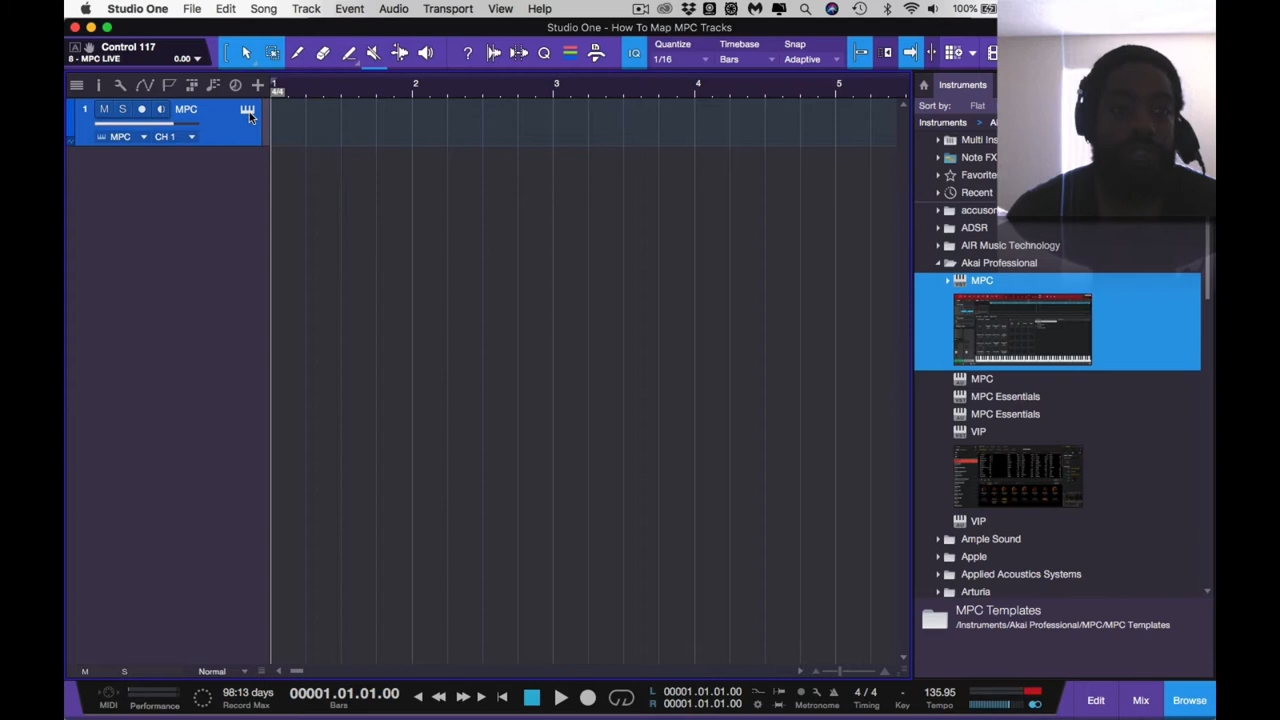 Studio One File Edit Song Track Event Audio Transport View Help 100%
Studio One - How To Map MPC Tracks
Control 117
8 - MPC LIVE 0.00
? IQ
Quantize Timebase Snap
1/16 Bars Adaptive
1 2 3 4 5
4/4
1 M S MPC
MPC CH 1
Instruments
Sort by: Flat
Instruments >
Multi Ins
Note FX
Favorite
Recent
accuson
ADSR
AIR Music Technology
Akai Professional
MPC
MPC
MPC Essentials
MPC Essentials
VIP
VIP
Ample Sound
Apple
Applied Acoustics Systems
Arturia
MPC Templates
/Instruments/Akai Professional/MPC/MPC Templates
M S Normal
MIDI Performance
98:13 days
Record Max
00001.01.01.00
Bars
L 00001.01.01.00
R 00001.01.01.00
Metronome
4 / 4
Timing
-
Key
135.95
Tempo
Edit Mix Browse